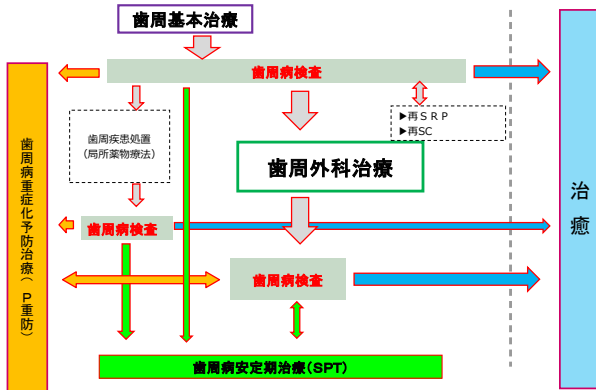 歯周基本治療
歯周病検査
▶再ＳＲＰ
▶再SC
歯周疾患処置
(局所薬物療法)
歯周外科治療
歯周病検査
歯周病検査
歯周病安定期治療(SPT)
歯周病重症化予防治療(Ｐ重防)
治癒